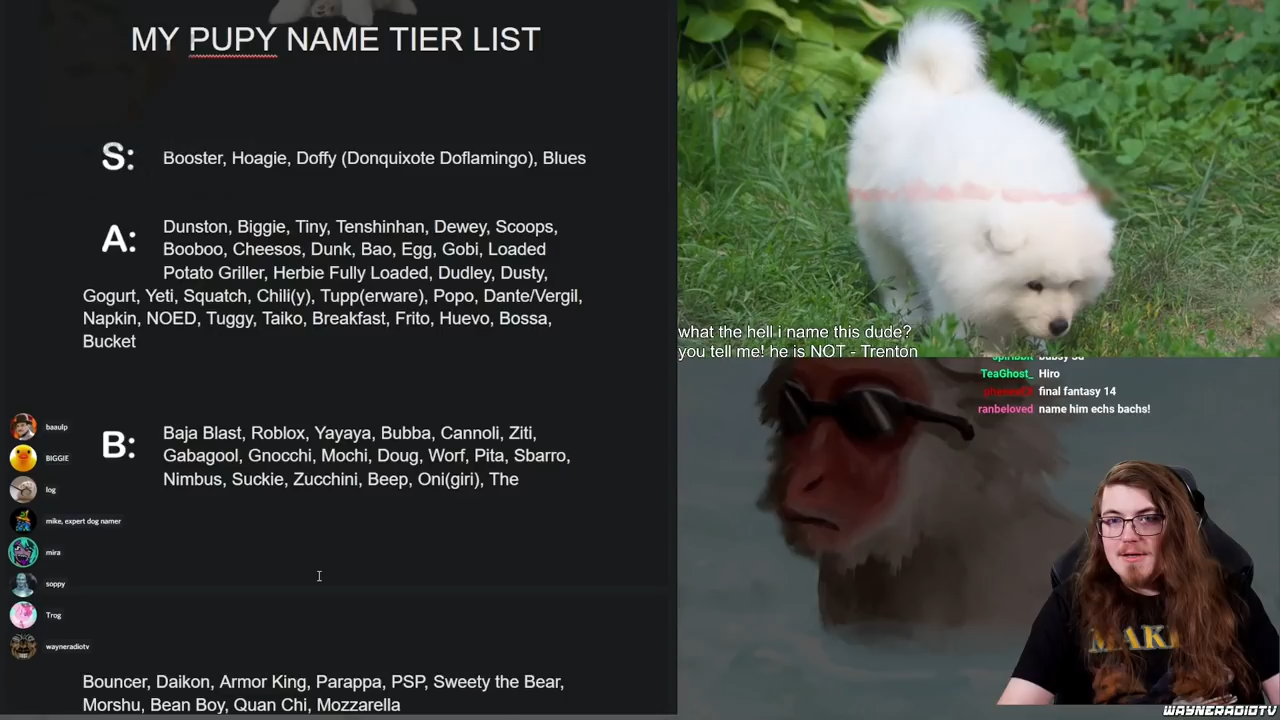 MY PUPY NAME TIER LIST
S:
Booster, Hoagie, Doffy (Donquixote Doflamingo), Blues
A:
Dunston, Biggie, Tiny, Tenshinhan, Dewey, Scoops,
Booboo, Cheesos, Dunk, Bao, Egg, Gobi, Loaded
Potato Griller, Herbie Fully Loaded, Dudley, Dusty,
Gogurt, Yeti, Squatch, Chili(y), Tupp(erware), Popo, Dante/Vergil,
Napkin, NOED, Tuggy, Taiko, Breakfast, Frito, Huevo, Bossa,
Bucket
B:
Baja Blast, Roblox, Yayaya, Bubba, Cannoli, Ziti,
Gabagool, Gnocchi, Mochi, Doug, Worf, Pita, Sbarro,
Nimbus, Suckie, Zucchini, Beep, Oni(giri), The
Bouncer, Daikon, Armor King, Parappa, PSP, Sweety the Bear,
Morshu, Bean Boy, Quan Chi, Mozzarella
baaulp
BIGGIE
log
mike, expert dog namer
mira
soppy
Trog
wayneradiotv
what the hell i name this dude?
you tell me! he is NOT - Trenton
TeaGhost_ Hiro
final fantasy 14
ranbeloved name him echs bachs!
MAKE
WAYNERADIOTV